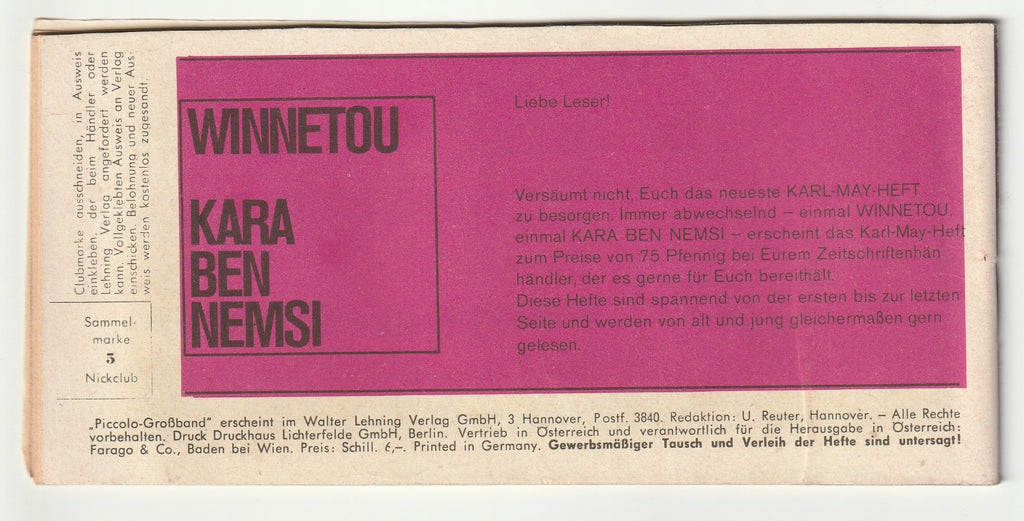 Clubmarke ausschneiden, in Ausweis
einkleben, der beim Händler oder
Lehning Verlag angefordert werden
kann. Vollgeklebten Ausweis an Verlag
einschicken. Belohnung und neuer Aus-
weis werden kostenlos zugesandt.
Sammel-
marke
5
Nickclub
WINNETOU
KARA
BEN
NEMSI
Liebe Leser!
Versäumt nicht, Euch das neueste KARL-MAY-HEFT
zu besorgen. Immer abwechselnd – einmal WINNETOU,
einmal KARA BEN NEMSI – erscheint das Karl-May-Heft
zum Preise von 75 Pfennig bei Eurem Zeitschriftenhän
händler, der es gerne für Euch bereithält.
Diese Hefte sind spannend von der ersten bis zur letzten
Seite und werden von alt und jung gleichermaßen gern
gelesen.
„Piccolo-Großband" erscheint im Walter Lehning Verlag GmbH, 3 Hannover, Postf. 3840. Redaktion: U. Reuter, Hannover. – Alle Rechte
vorbehalten. Druck Druckhaus Lichterfelde GmbH, Berlin. Vertrieb in Österreich und verantwortlich für die Herausgabe in Österreich:
Farago & Co., Baden bei Wien. Preis: Schill. 6,–. Printed in Germany. Gewerbsmäßiger Tausch und Verleih der Hefte sind untersagt!